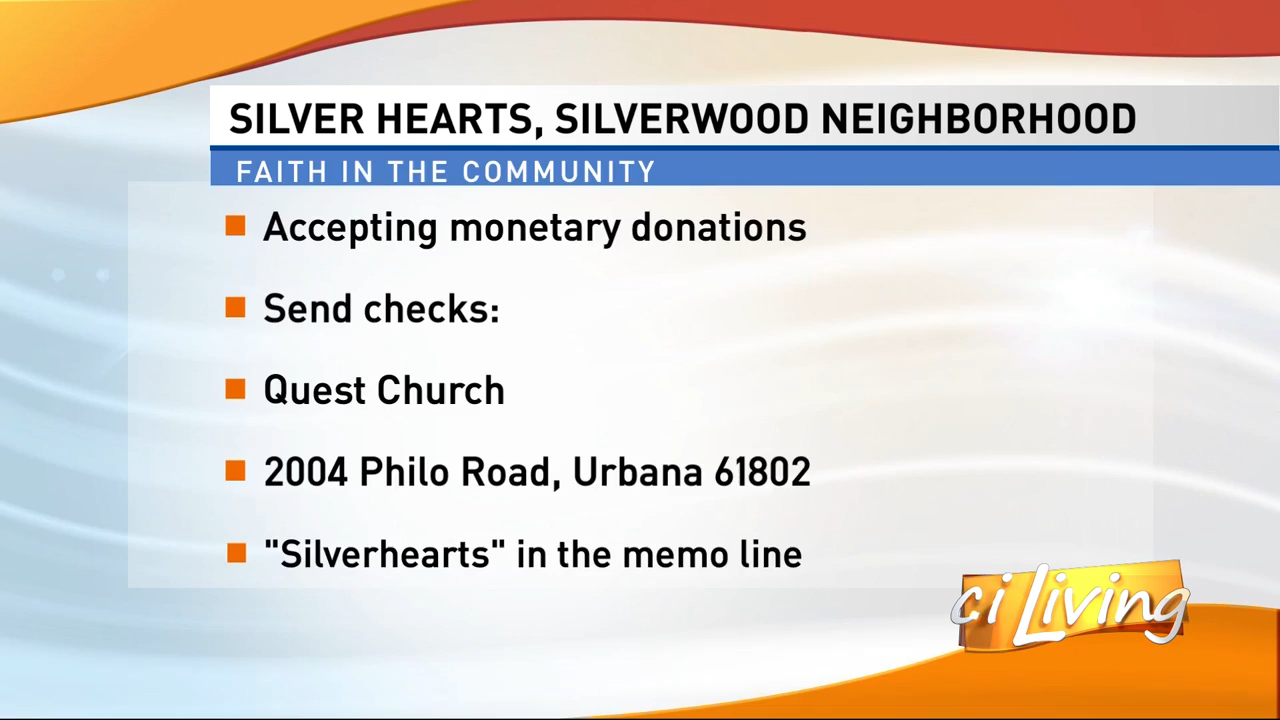 SILVER HEARTS, SILVERWOOD NEIGHBORHOOD
FAITH IN THE COMMUNITY
Accepting monetary donations
Send checks:
Quest Church
2004 Philo Road, Urbana 61802
"Silverhearts" in the memo line
ci Living